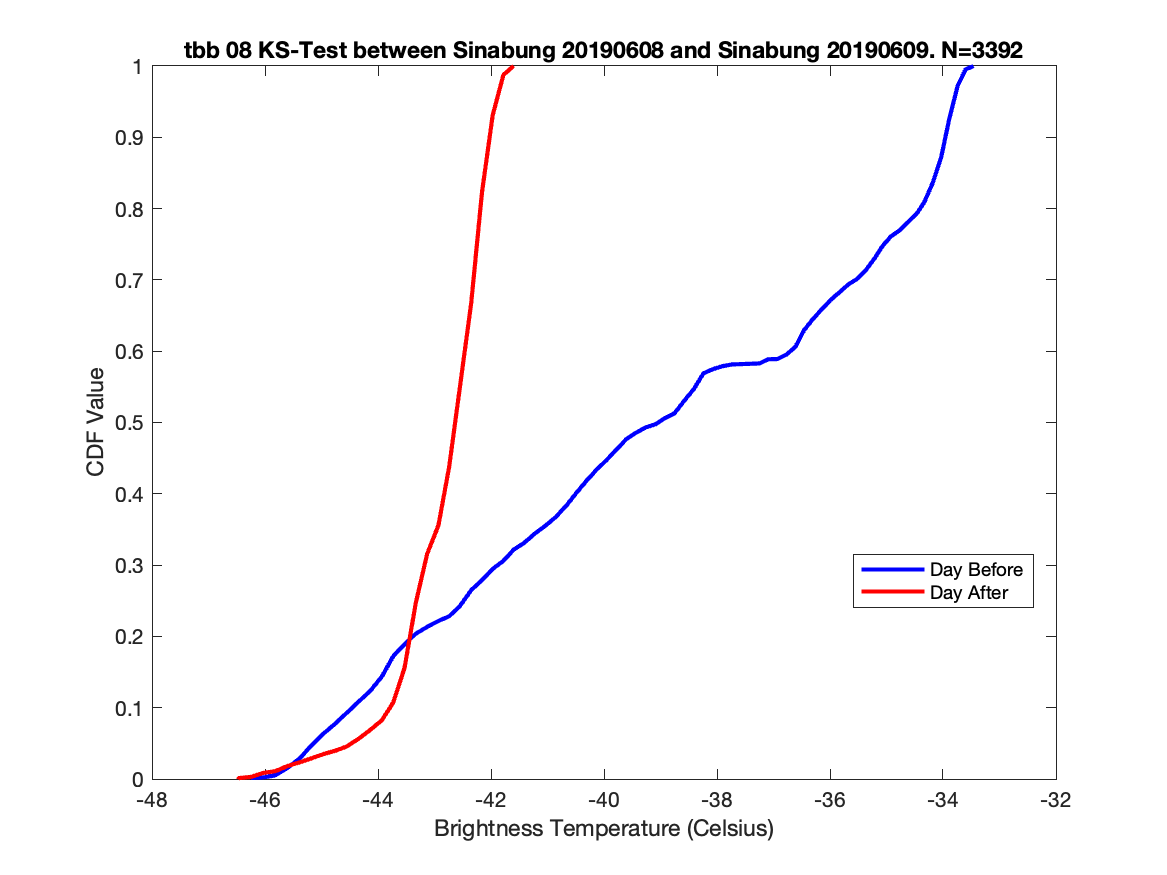 tbb 08 KS-Test between Sinabung 20190608 and Sinabung 20190609. N=3392
1
0.9
0.8
0.7
0.6
0.5
0.4
0.3
0.2
0.1
0
CDF Value
Day Before
Day After
-48 -46 -44 -42 -40 -38 -36 -34 -32
Brightness Temperature (Celsius)